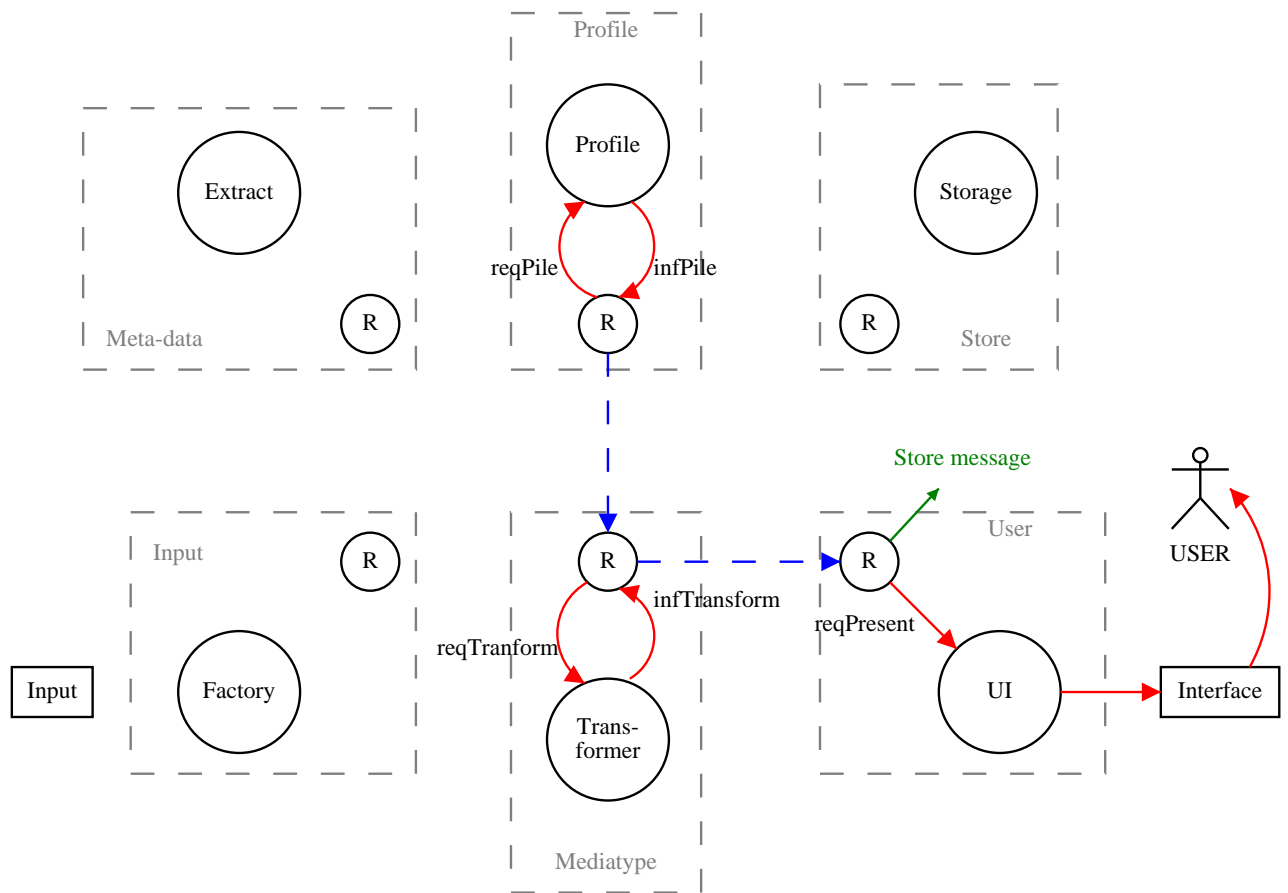 Profile
Profile
Extract
Storage
reqPile
infPile
R
R
R
Meta-data
Store
Store message
Input
User
USER
R
R
R
infTransform
reqPresent
reqTranform
Input
Factory
UI
Interface
Trans-
former
Mediatype